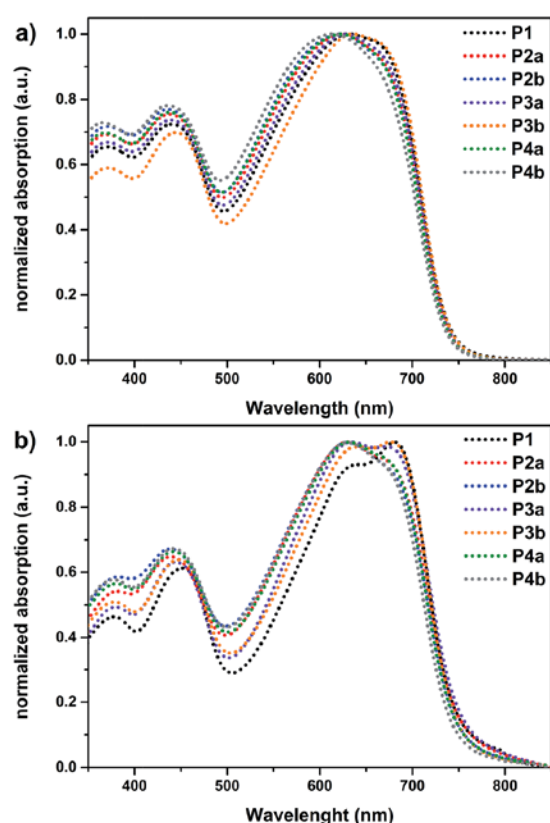 a)
normalized absorption (a.u.)
1.0
0.8
0.6
0.4
0.2
0.0
P1
P2a
P2b
P3a
P3b
P4a
P4b
400 500 600 700 800
Wavelength (nm)
b)
normalized absorption (a.u.)
1.0
0.8
0.6
0.4
0.2
0.0
P1
P2a
P2b
P3a
P3b
P4a
P4b
400 500 600 700 800
Wavelenght (nm)